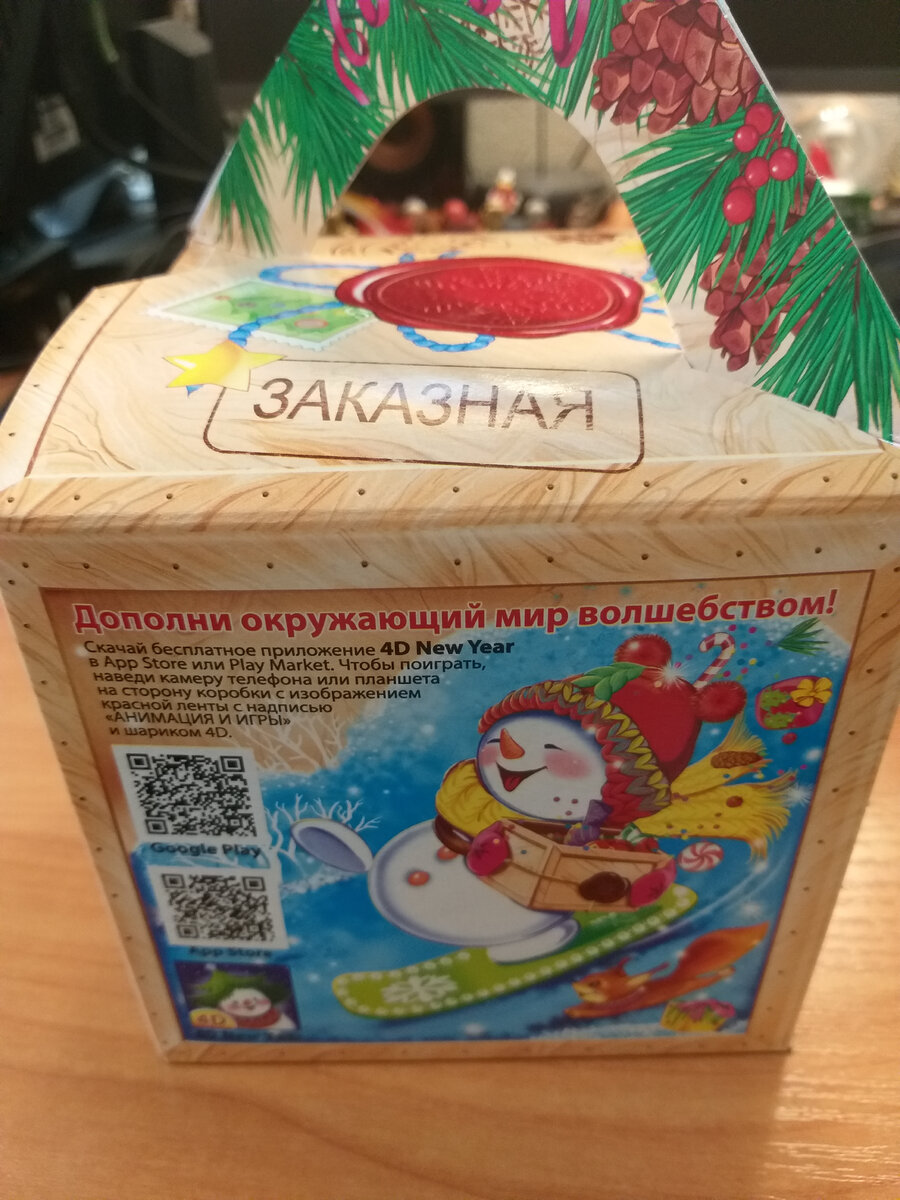 ЗАКАЗНАЯ
Дополни окружающий мир волшебством!
Скачай бесплатное приложение 4D New Year
в App Store или Play Market. Чтобы поиграть,
наведи камеру телефона или планшета
на сторону коробки с изображением
красной ленты с надписью
«АНИМАЦИЯ И ИГРЫ»
и шариком 4D.
Google Play
App Store
4D